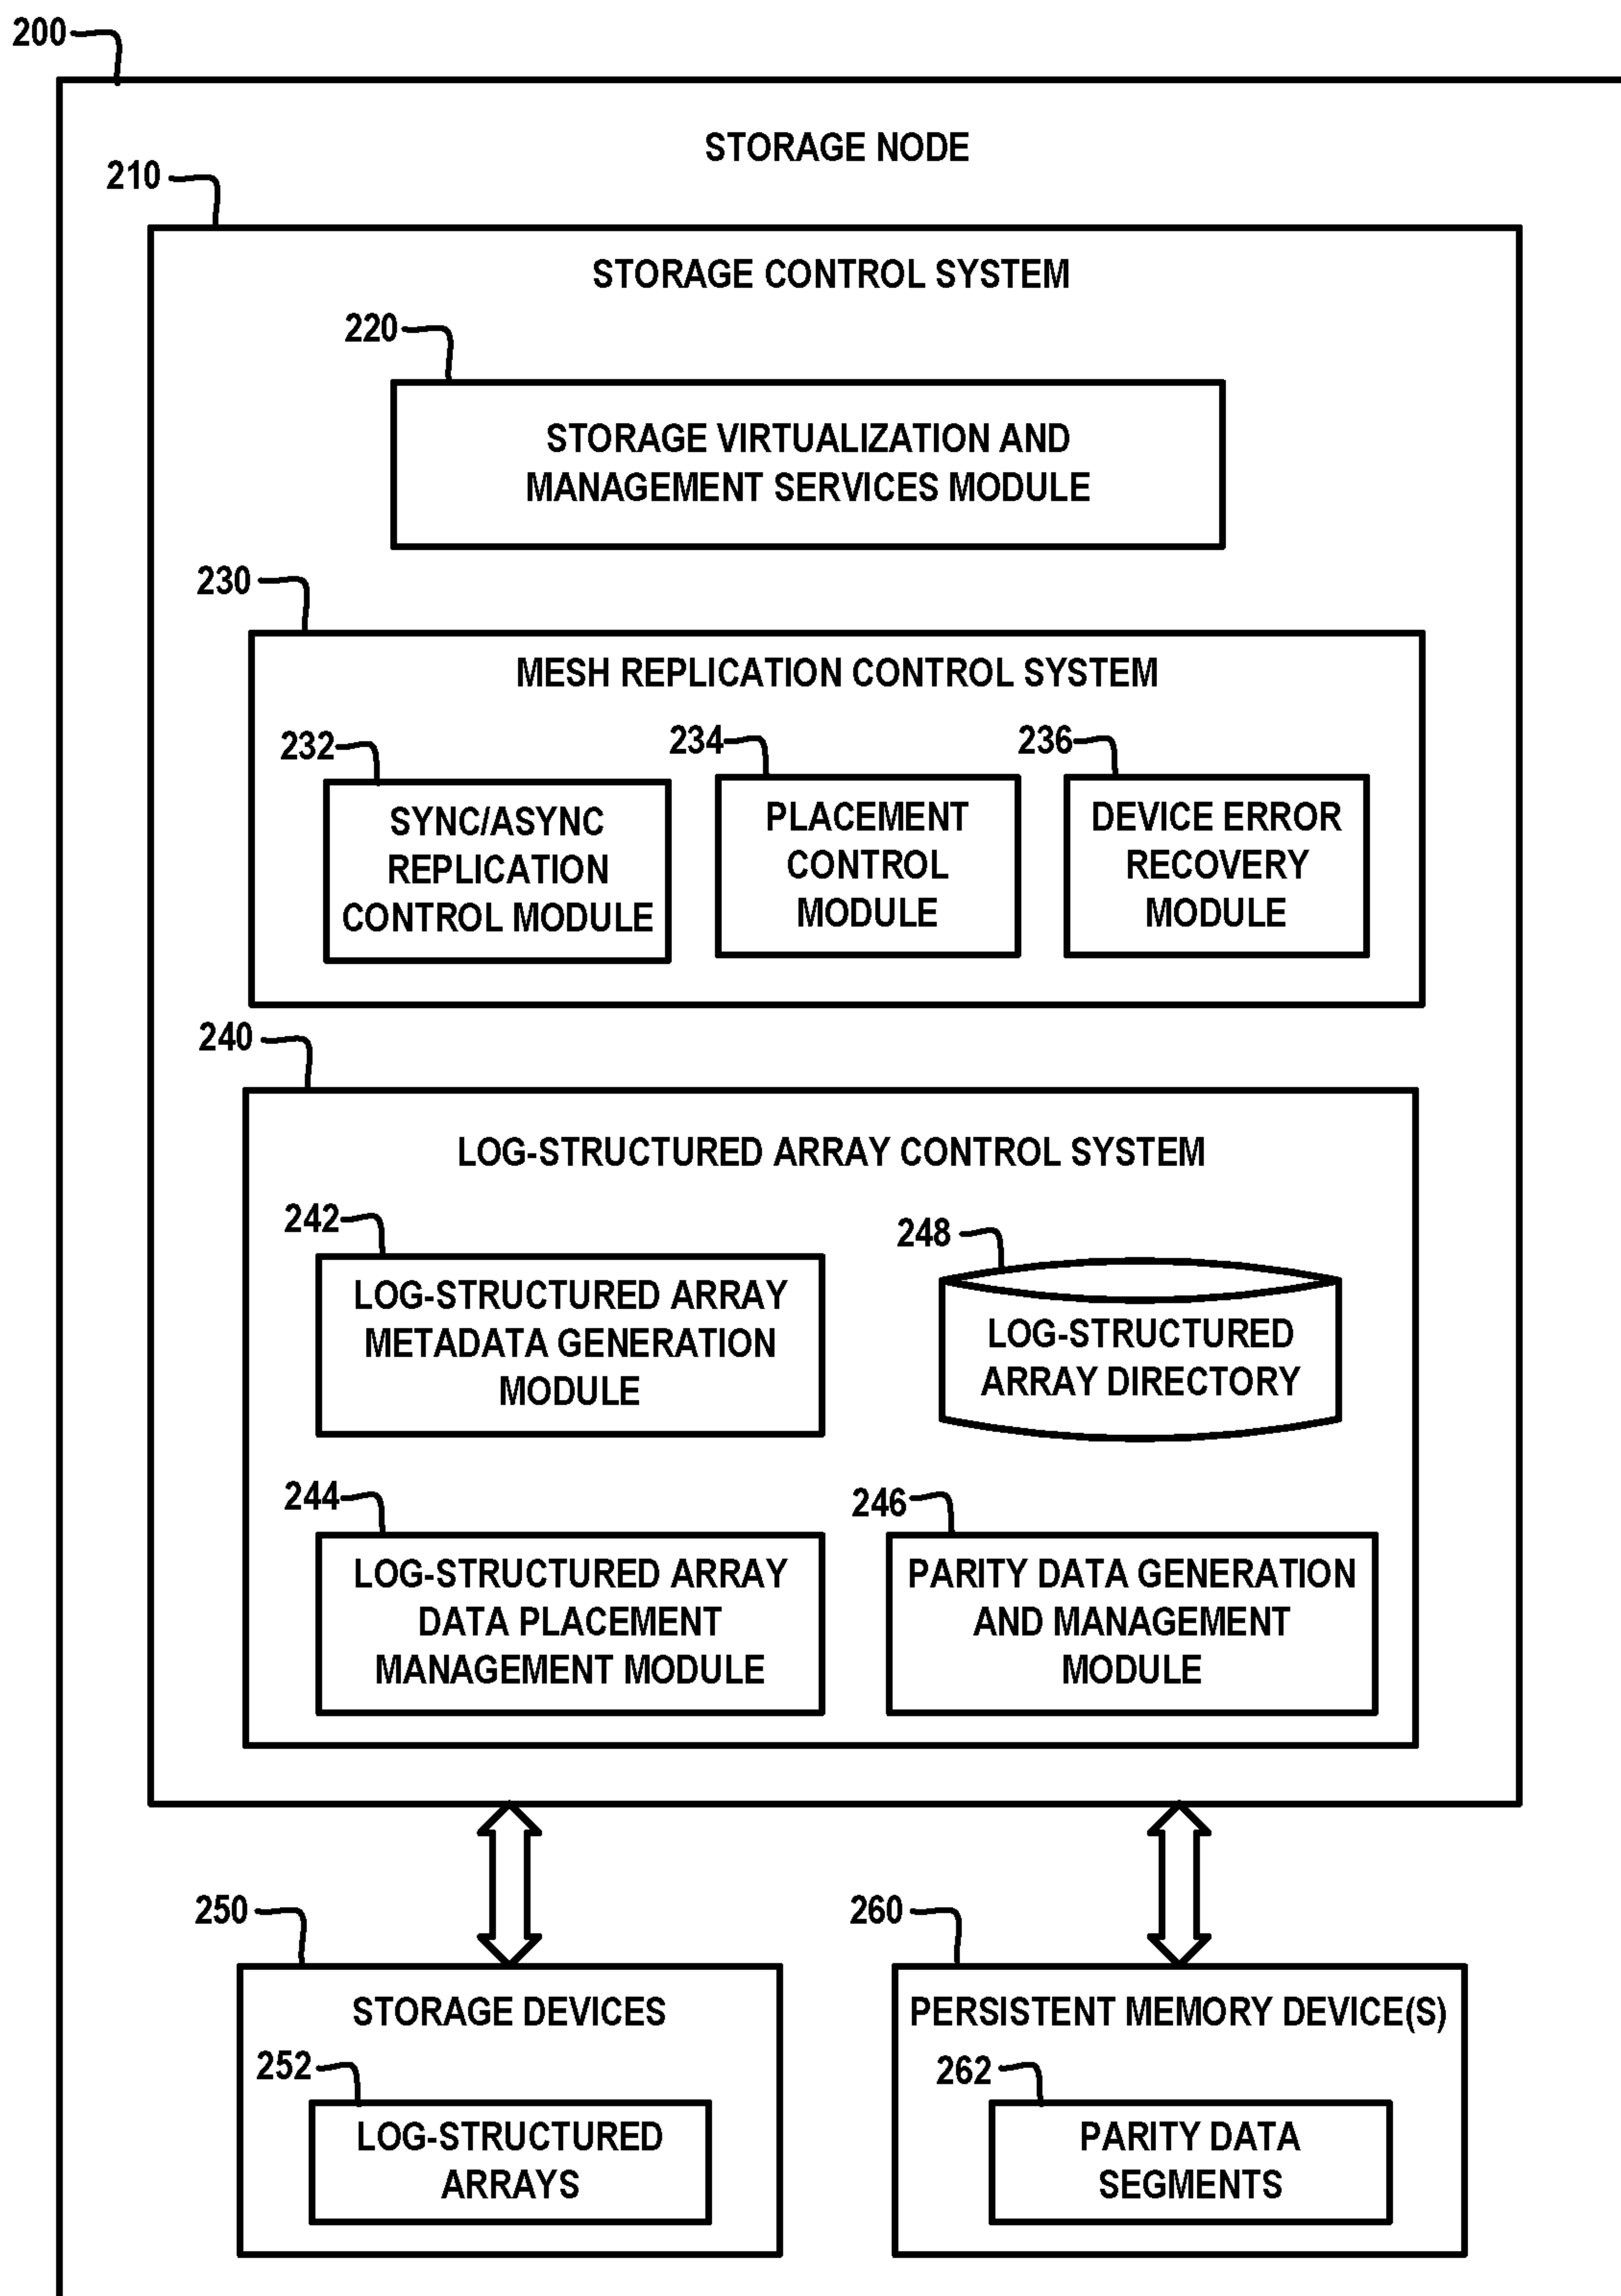 200
STORAGE NODE
210
STORAGE CONTROL SYSTEM
220
STORAGE VIRTUALIZATION AND
MANAGEMENT SERVICES MODULE
230
MESH REPLICATION CONTROL SYSTEM
232
SYNC/ASYNC
REPLICATION
CONTROL MODULE
234
PLACEMENT
CONTROL
MODULE
236
DEVICE ERROR
RECOVERY
MODULE
240
LOG-STRUCTURED ARRAY CONTROL SYSTEM
242
LOG-STRUCTURED ARRAY
METADATA GENERATION
MODULE
248
LOG-STRUCTURED
ARRAY DIRECTORY
244
LOG-STRUCTURED ARRAY
DATA PLACEMENT
MANAGEMENT MODULE
246
PARITY DATA GENERATION
AND MANAGEMENT
MODULE
250
STORAGE DEVICES
252
LOG-STRUCTURED
ARRAYS
260
PERSISTENT MEMORY DEVICE(S)
262
PARITY DATA
SEGMENTS